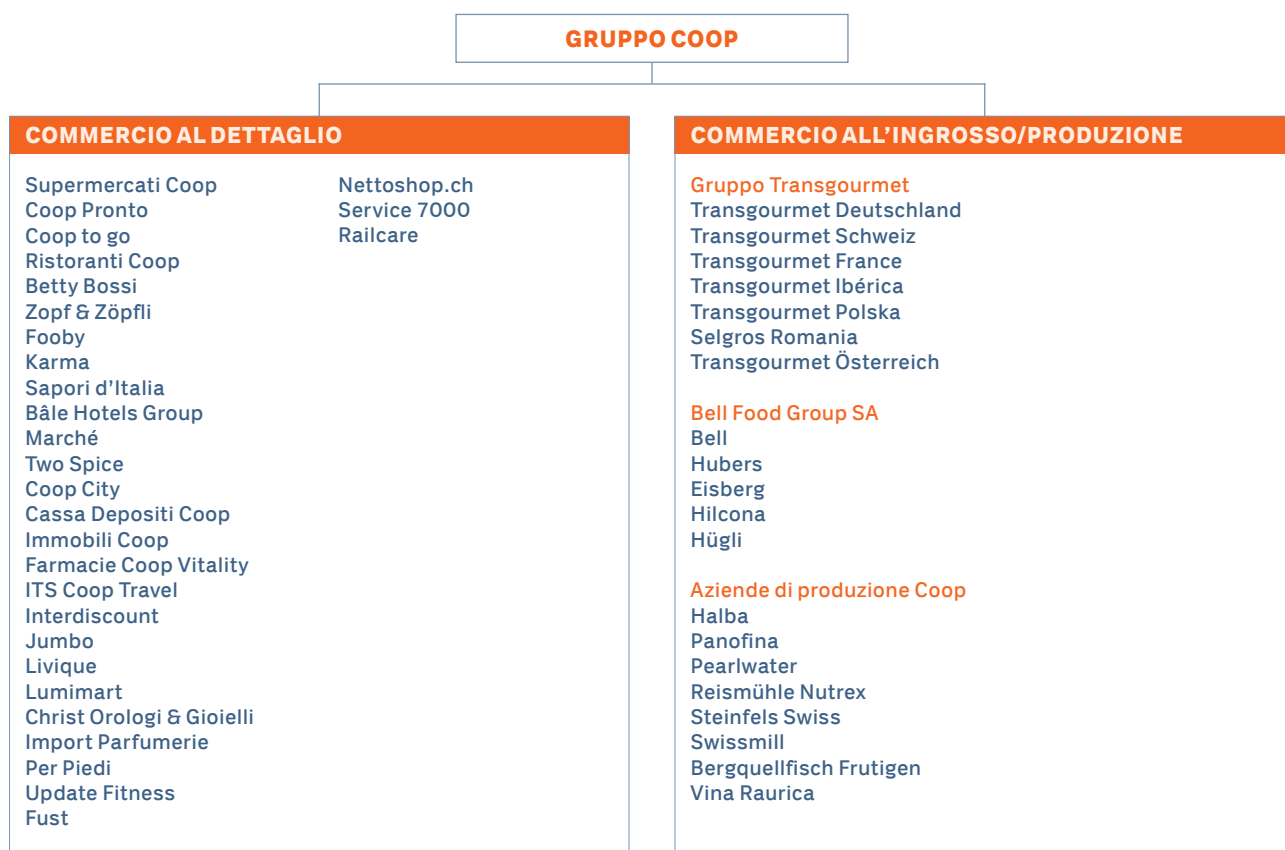 GRUPPO COOP
COMMERCIO AL DETTAGLIO
Supermercati Coop
Coop Pronto
Coop to go
Ristoranti Coop
Betty Bossi
Zopf & Zöpfli
Fooby
Karma
Sapori d’Italia
Bâle Hotels Group
Marché
Two Spice
Coop City
Cassa Depositi Coop
Immobili Coop
Farmacie Coop Vitality
ITS Coop Travel
Interdiscount
Jumbo
Livique
Lumimart
Christ Orologi & Gioielli
Import Parfumerie
Per Piedi
Update Fitness
Fust
Nettoshop.ch
Service 7000
Railcare
COMMERCIO ALL’INGROSSO/PRODUZIONE
Gruppo Transgourmet
Transgourmet Deutschland
Transgourmet Schweiz
Transgourmet France
Transgourmet Ibérica
Transgourmet Polska
Selgros Romania
Transgourmet Österreich
Bell Food Group SA
Bell
Hubers
Eisberg
Hilcona
Hügli
Aziende di produzione Coop
Halba
Panofina
Pearlwater
Reismühle Nutrex
Steinfels Swiss
Swissmill
Bergquellfisch Frutigen
Vina Raurica